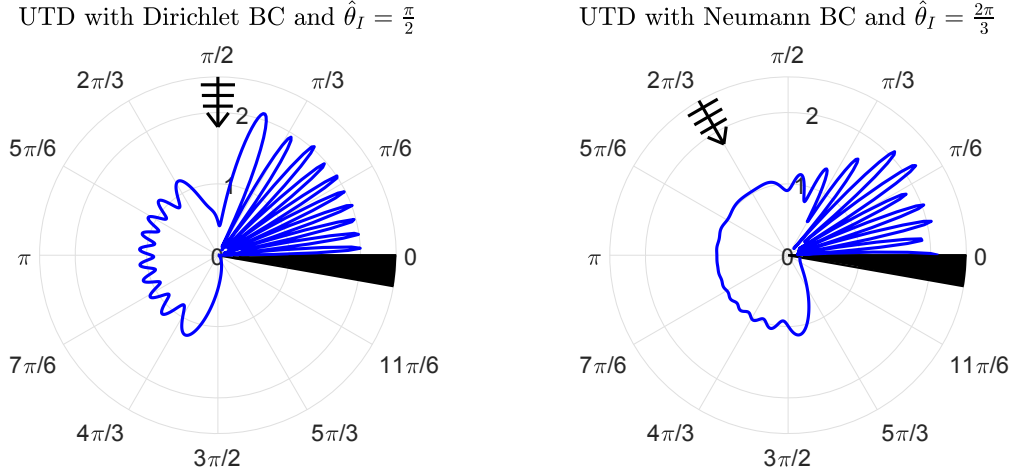 UTD with Dirichlet BC and θ̂_I = π/2
π/2
2π/3
π/3
5π/6
π/6
2
1
0
π
0
7π/6
11π/6
4π/3
5π/3
3π/2
UTD with Neumann BC and θ̂_I = 2π/3
π/2
2π/3
π/3
5π/6
π/6
2
1
0
π
0
7π/6
11π/6
4π/3
5π/3
3π/2